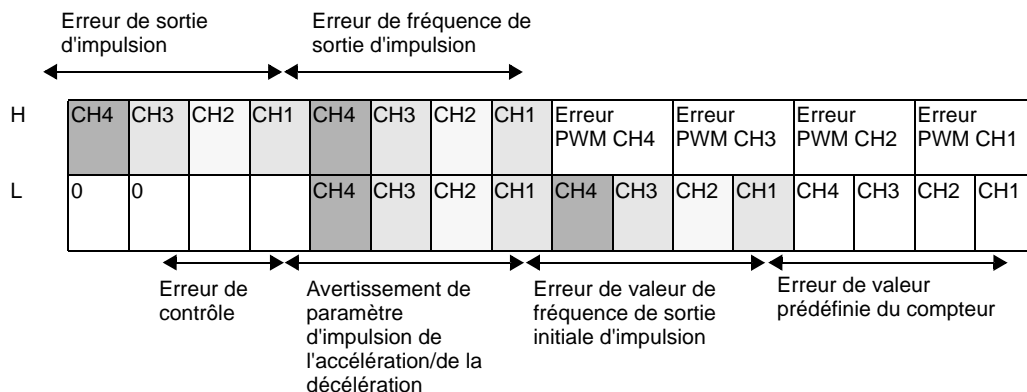 Erreur de sortie
d'impulsion
Erreur de fréquence de
sortie d'impulsion
H CH4 CH3 CH2 CH1 CH4 CH3 CH2 CH1 Erreur PWM CH4 Erreur PWM CH3 Erreur PWM CH2 Erreur PWM CH1
L 0 0 CH4 CH3 CH2 CH1 CH4 CH3 CH2 CH1 CH4 CH3 CH2 CH1
Erreur de
contrôle
Avertissement de
paramètre
d'impulsion de
l'accélération/de la
décélération
Erreur de valeur de
fréquence de sortie
initiale d'impulsion
Erreur de valeur
prédéfinie du compteur